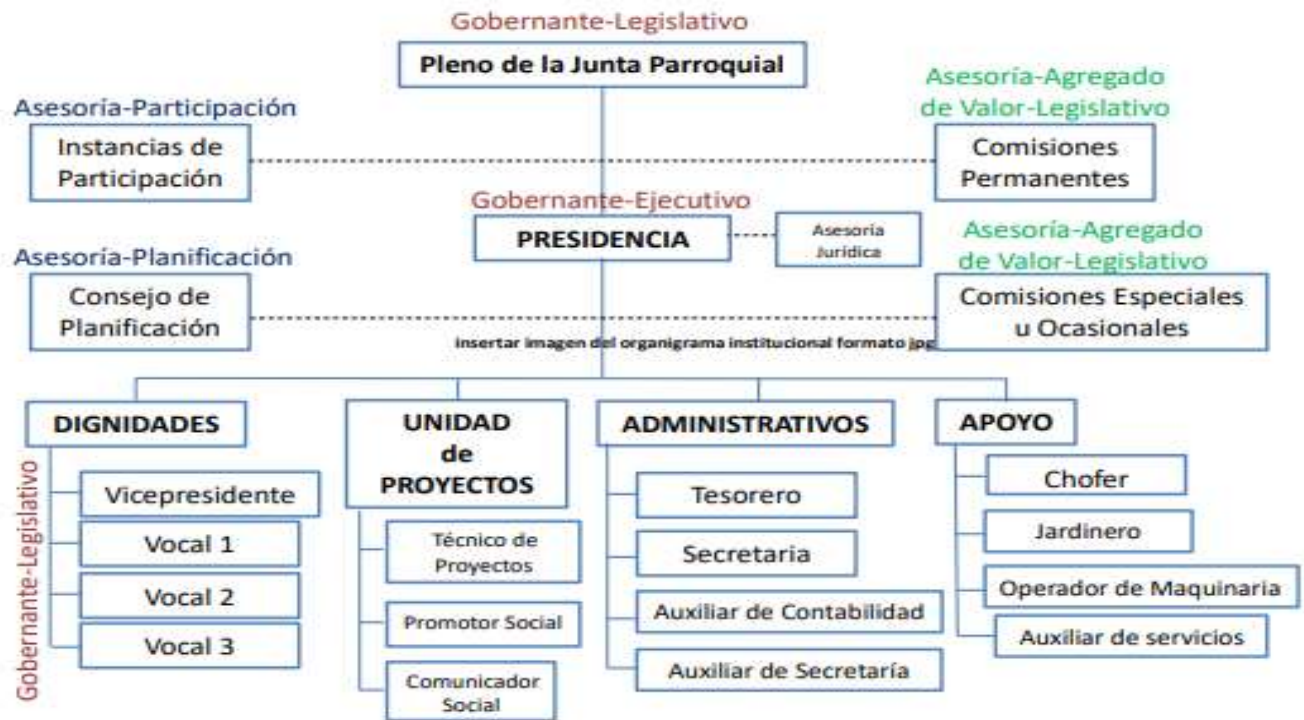 Gobernante-Legislativo
Pleno de la Junta Parroquial
Asesoría-Participación
Instancias de
Participación
Asesoría-Agregado
de Valor-Legislativo
Comisiones
Permanentes
Gobernante-Ejecutivo
PRESIDENCIA
Asesoría
Jurídica
Asesoría-Planificación
Consejo de
Planificación
Asesoría-Agregado
de Valor-Legislativo
Comisiones Especiales
u Ocasionales
insertar imagen del organigrama institucional formato jpg
DIGNIDADES
Gobernante-Legislativo
Vicepresidente
Vocal 1
Vocal 2
Vocal 3
UNIDAD
de
PROYECTOS
Técnico de
Proyectos
Promotor Social
Comunicador
Social
ADMINISTRATIVOS
Tesorero
Secretaria
Auxiliar de Contabilidad
Auxiliar de Secretaría
APOYO
Chofer
Jardinero
Operador de Maquinaria
Auxiliar de servicios